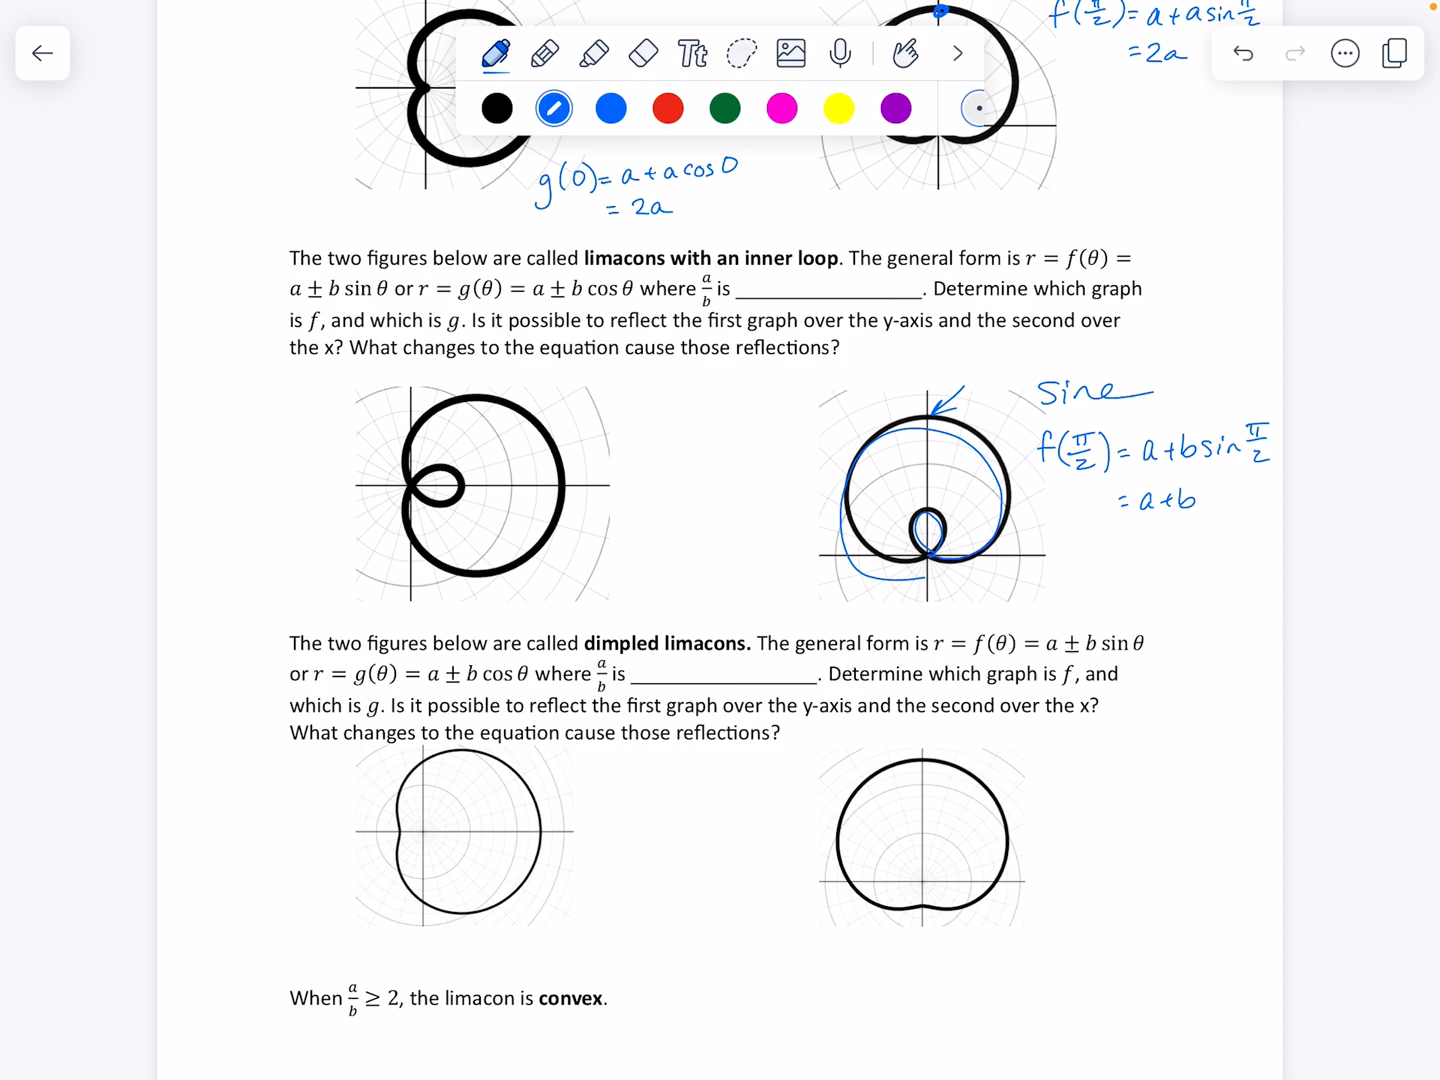 f(π/2) = a + a sin π/2
= 2a
Tt
g(0) = a + a cos 0
= 2a
The two figures below are called limacons with an inner loop. The general form is r = f(θ) =
a ± b sin θ or r = g(θ) = a ± b cos θ where a/b is ____________________. Determine which graph
is f, and which is g. Is it possible to reflect the first graph over the y-axis and the second over
the x? What changes to the equation cause those reflections?
Sine
f(π/2) = a + b sin π/2
= a + b
The two figures below are called dimpled limacons. The general form is r = f(θ) = a ± b sin θ
or r = g(θ) = a ± b cos θ where a/b is ____________________. Determine which graph is f, and
which is g. Is it possible to reflect the first graph over the y-axis and the second over the x?
What changes to the equation cause those reflections?
When a/b ≥ 2, the limacon is convex.